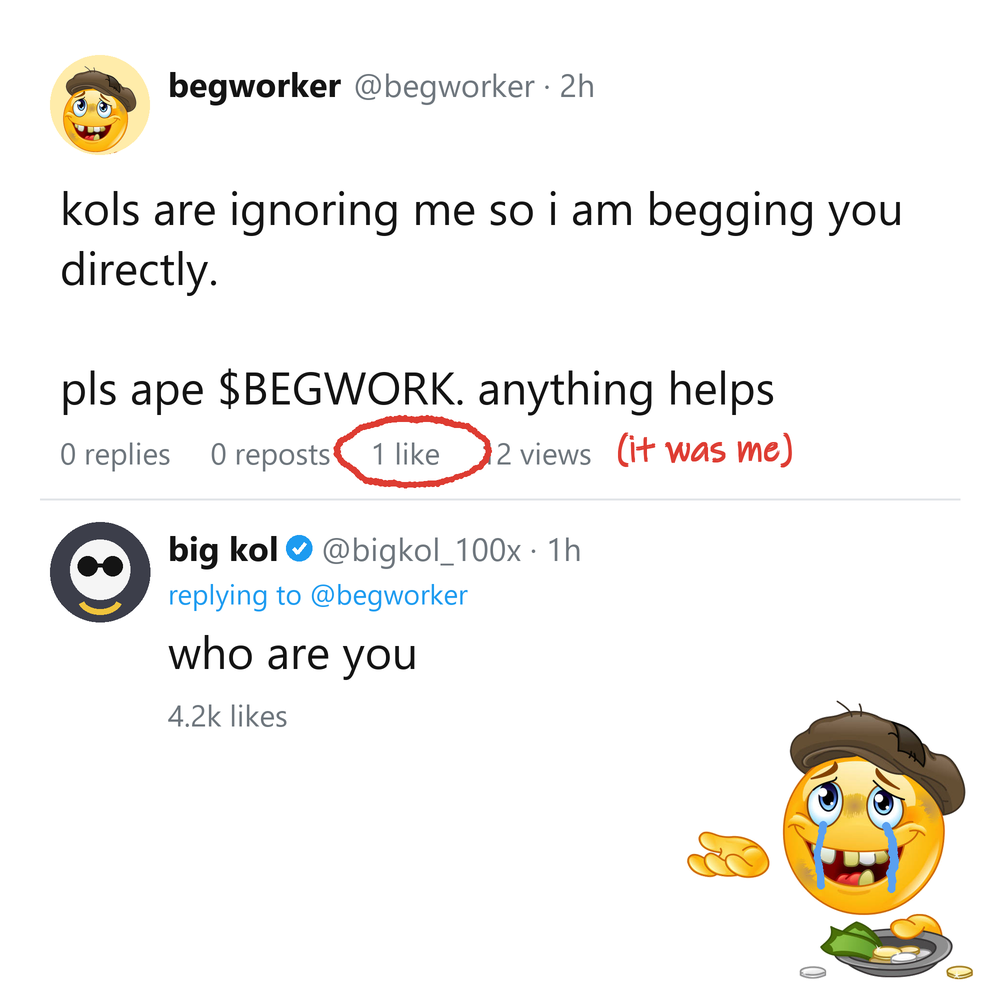 begworker @begworker · 2h
kols are ignoring me so i am begging you
directly.
pls ape $BEGWORK. anything helps
0 replies 0 reposts 1 like 2 views (it was me)
big kol @bigkol_100x · 1h
replying to @begworker
who are you
4.2k likes